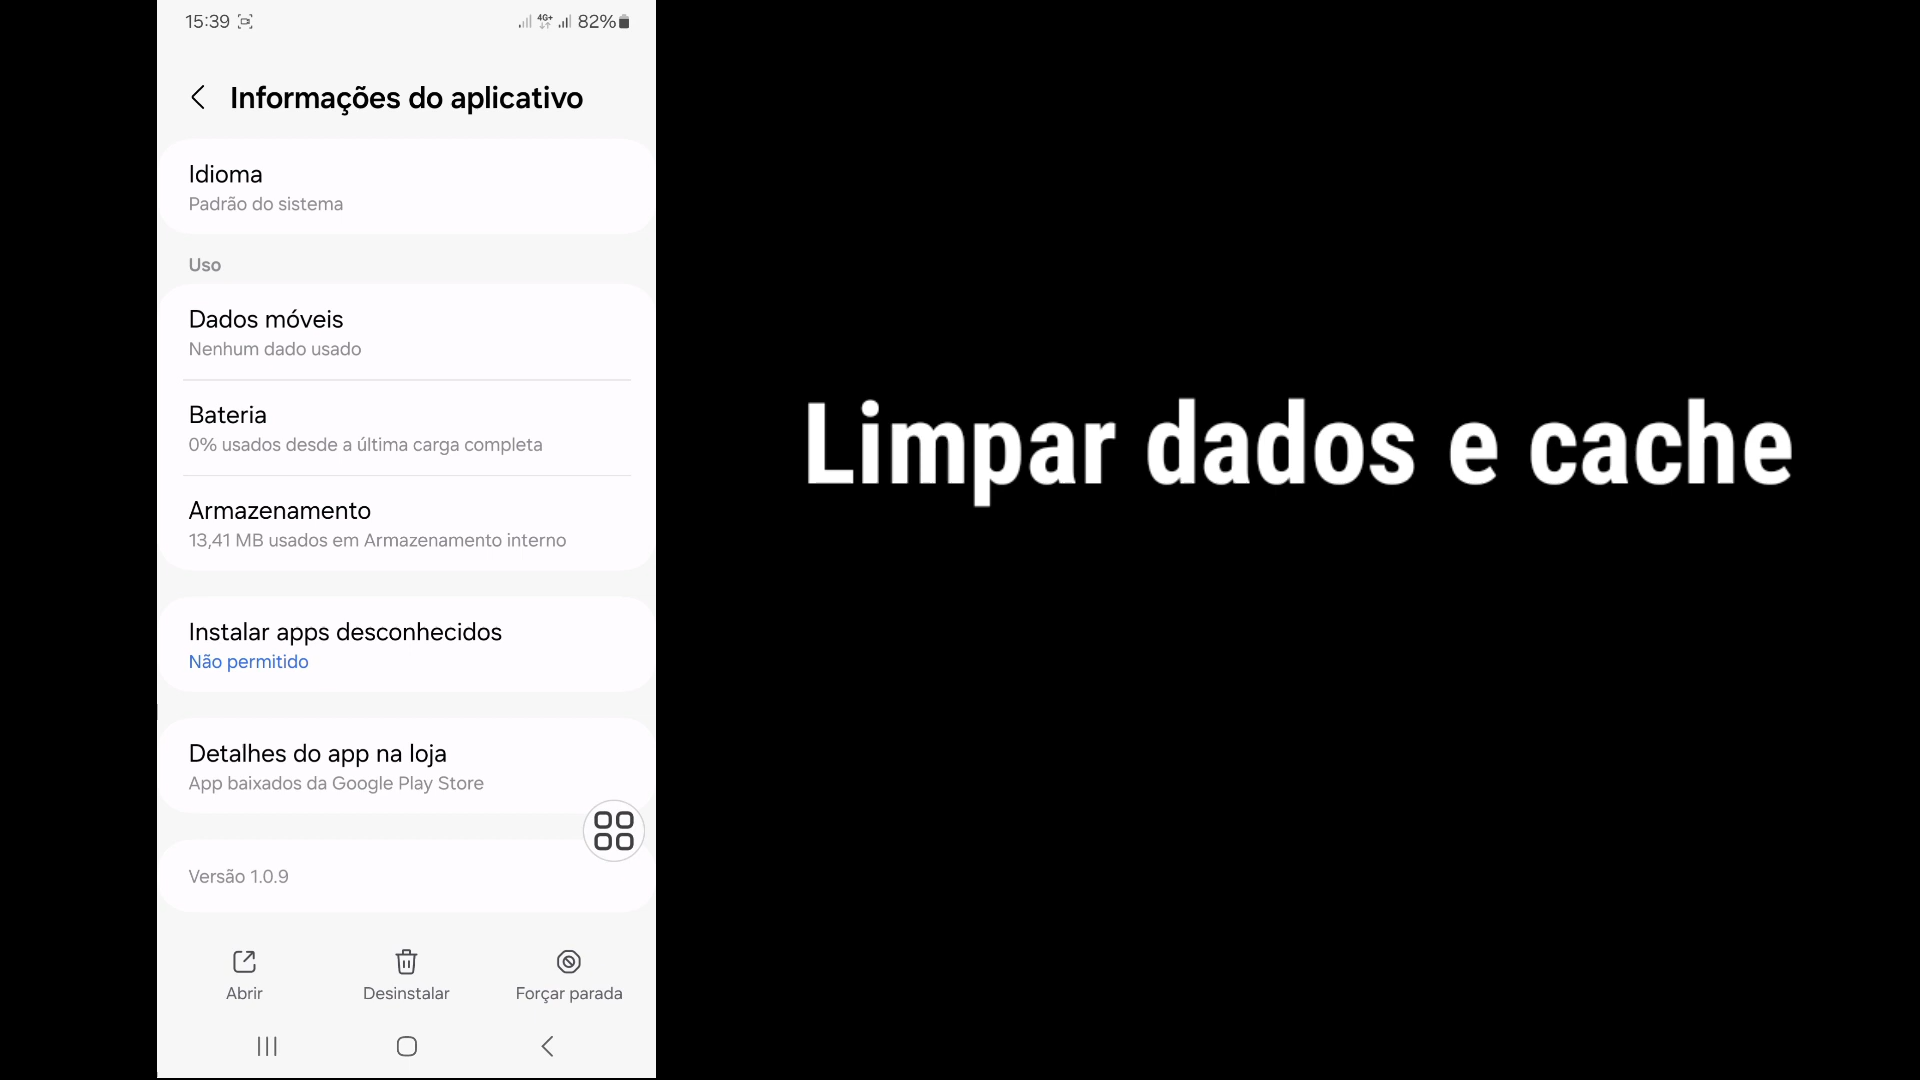 15:39
4G+ 82%
Informações do aplicativo
Idioma
Padrão do sistema
Uso
Dados móveis
Nenhum dado usado
Bateria
0% usados desde a última carga completa
Armazenamento
13,41 MB usados em Armazenamento interno
Instalar apps desconhecidos
Não permitido
Detalhes do app na loja
App baixados da Google Play Store
Versão 1.0.9
Abrir
Desinstalar
Forçar parada
Limpar dados e cache